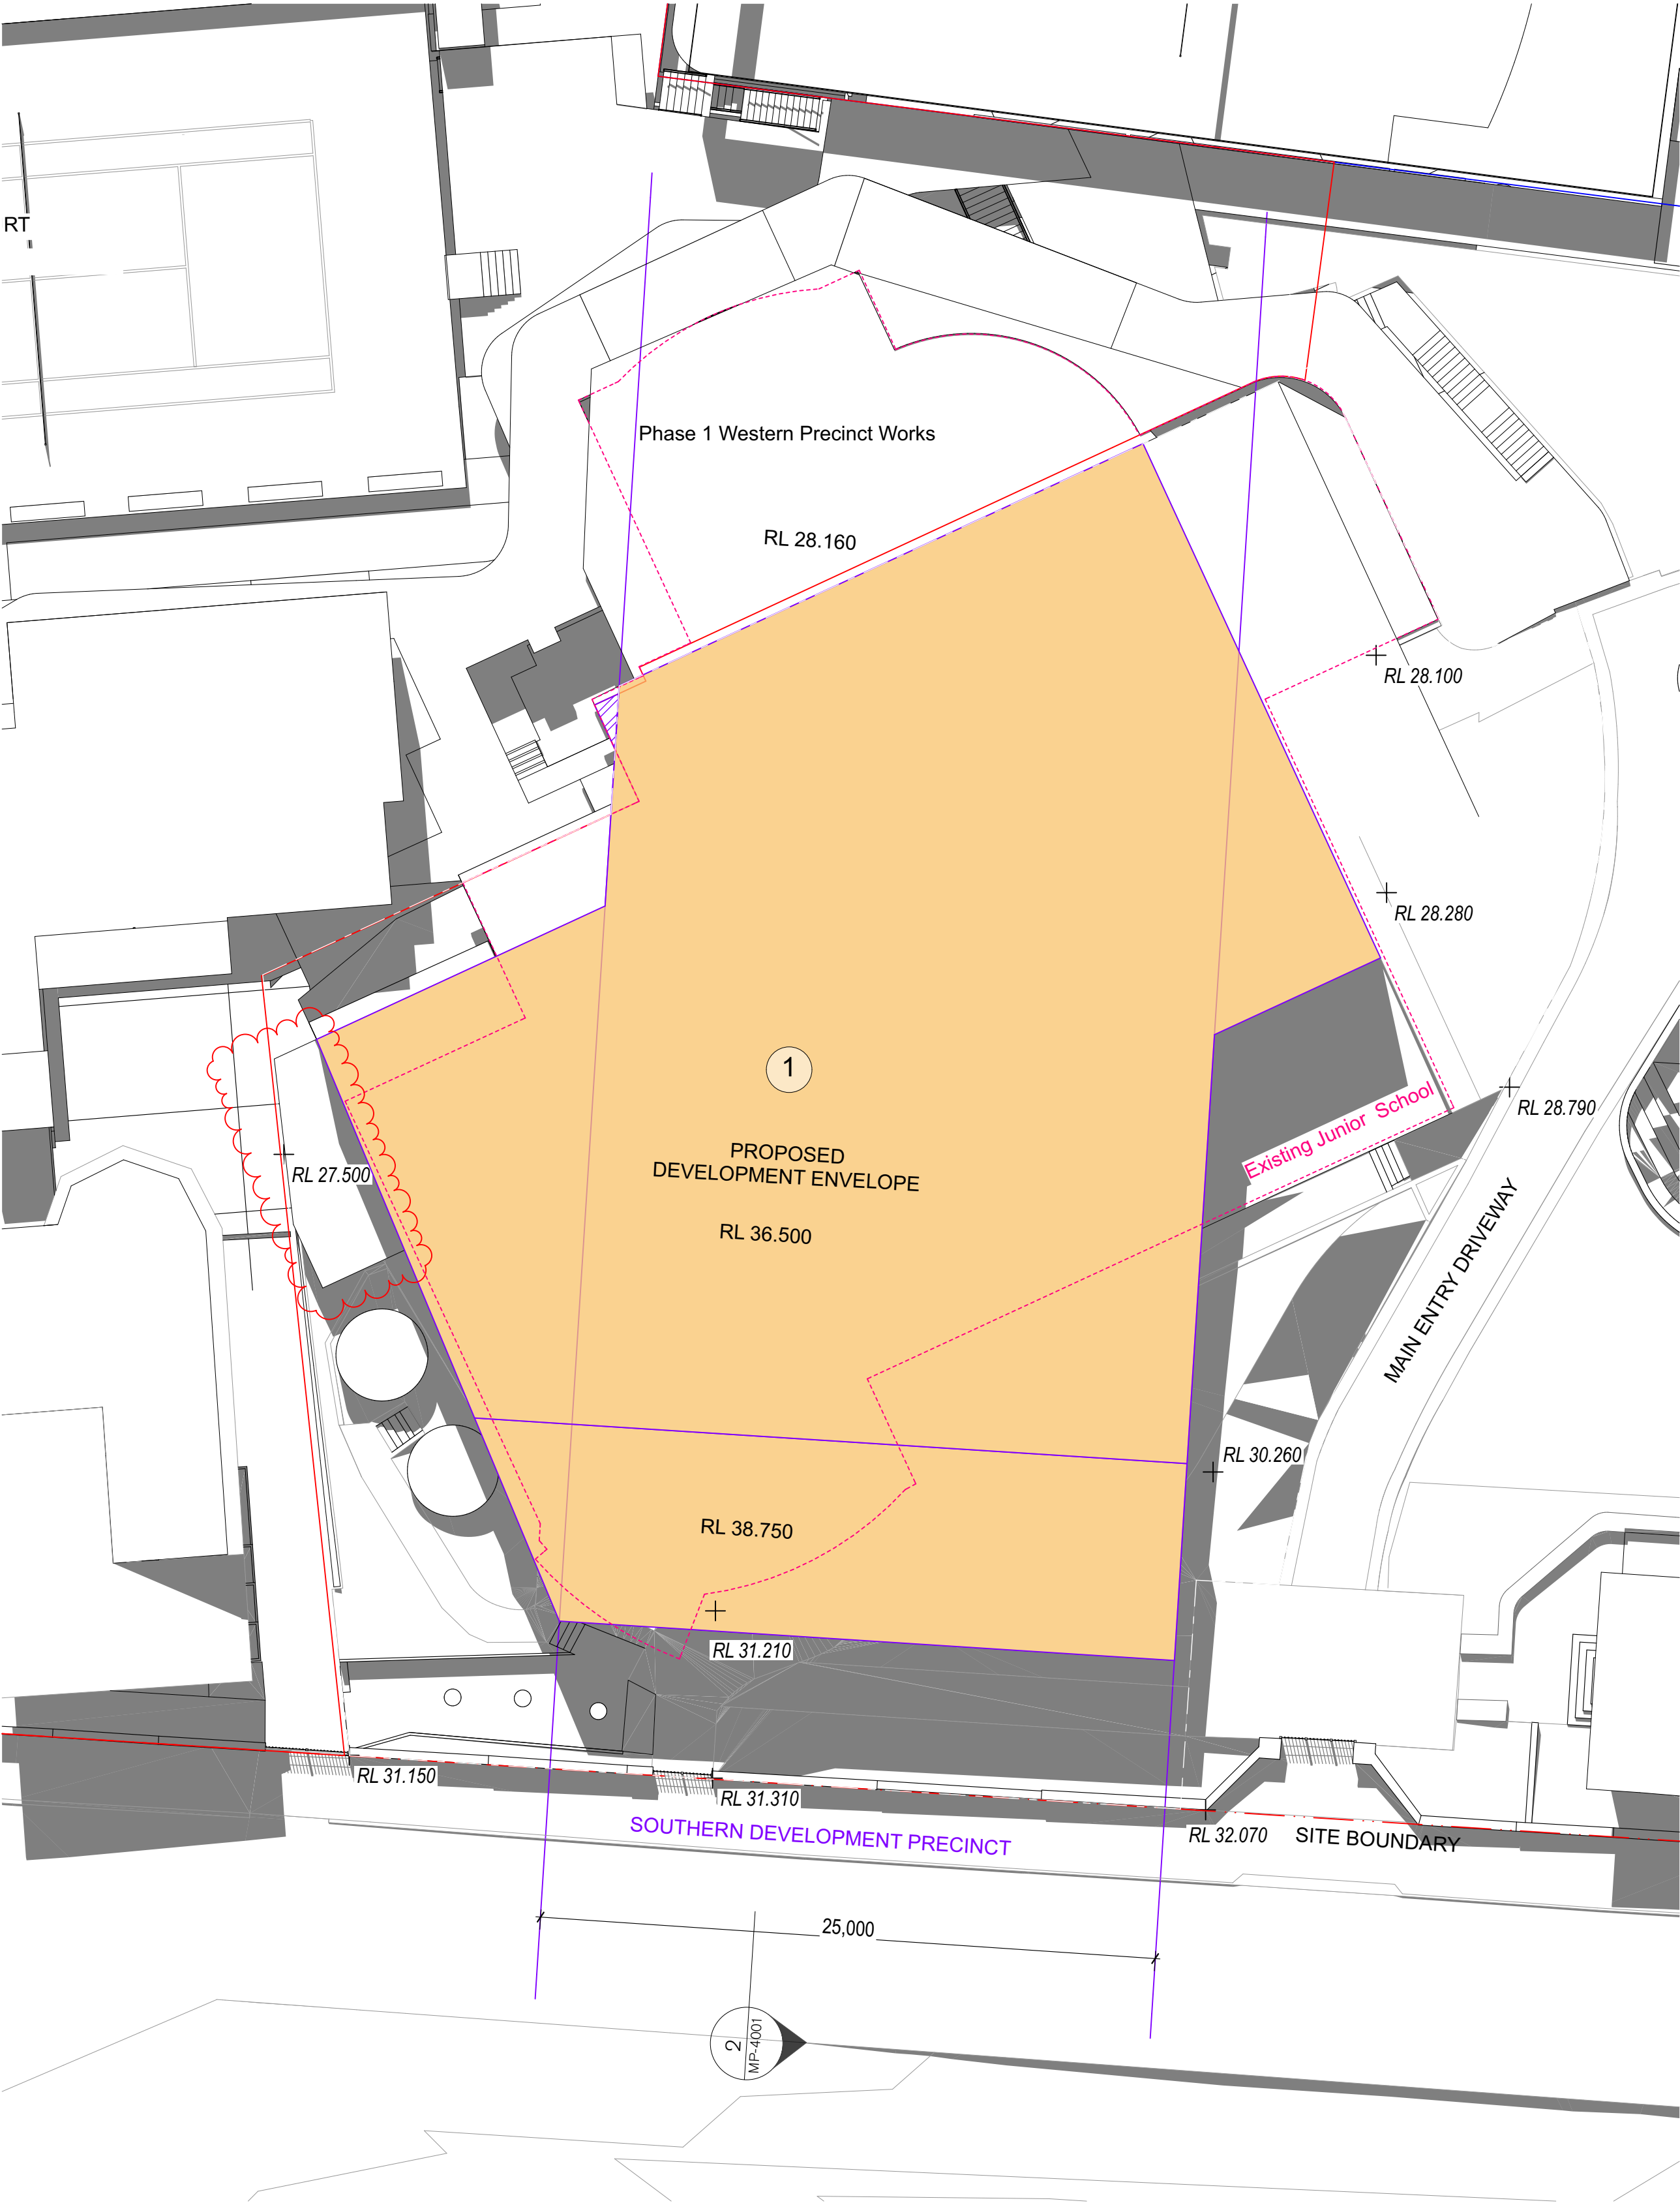 RT
Phase 1 Western Precinct Works
RL 28.160
RL 28.100
RL 28.280
1
RL 28.790
Existing Junior School
PROPOSED
DEVELOPMENT ENVELOPE
RL 27.500
RL 36.500
MAIN ENTRY DRIVEWAY
RL 30.260
RL 38.750
RL 31.210
RL 31.150
RL 31.310
SOUTHERN DEVELOPMENT PRECINCT
RL 32.070
SITE BOUNDARY
25,000
2
MP-4001